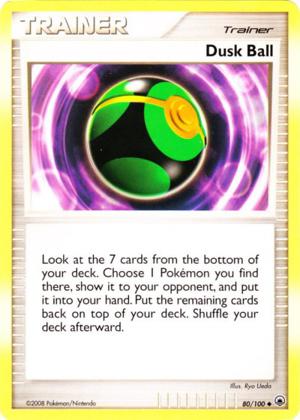 TRAINER
Trainer
Dusk Ball
Illus. Ryo Ueda
Look at the 7 cards from the bottom of
your deck. Choose 1 Pokémon you find
there, show it to your opponent, and put
it into your hand. Put the remaining cards
back on top of your deck. Shuffle your
deck afterward.
©2008 Pokémon/Nintendo
80/100 ◆